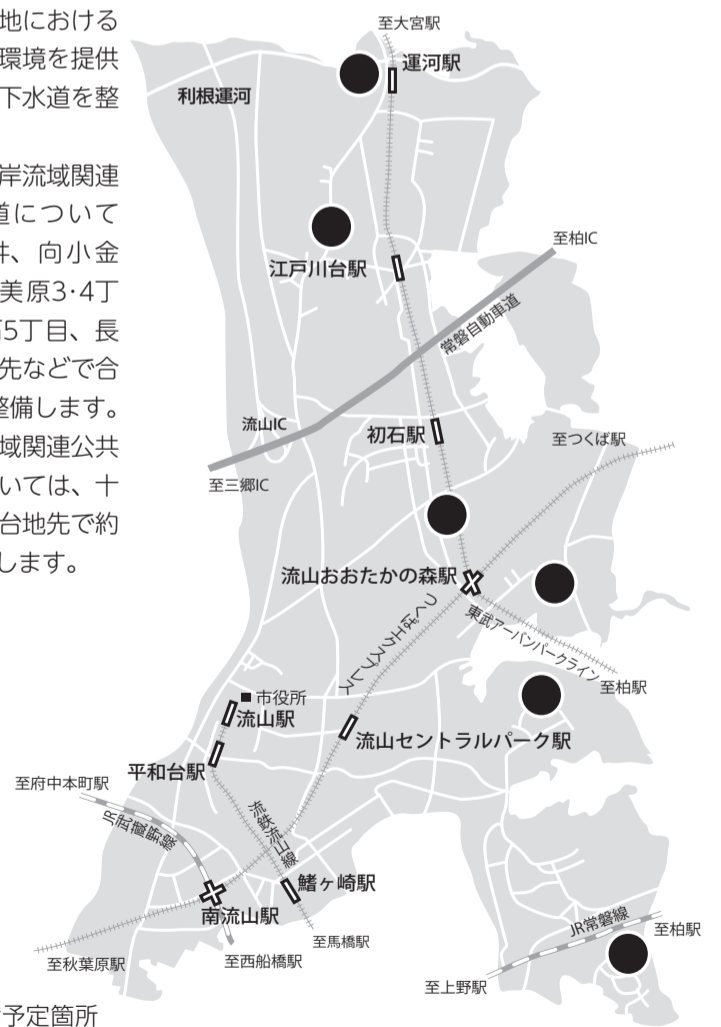 地における
環境を提供
下水道を整
岸流域関連
道について
井、向小金
美原3・4丁
石5丁目、長
先などで合
整備します。
域関連公共
いては、十
台地先で約
します。
至大宮駅
運河駅
利根運河
江戸川台駅
至柏IC
常磐自動車道
流山IC
初石駅
至つくば駅
至三郷IC
流山おおたかの森駅
つくばエクスプレス
東武アーバンパークライン
至柏駅
市役所
流山駅
流山セントラルパーク駅
平和台駅
至府中本町駅
JR武蔵野線
流鉄流山線
鰭ヶ崎駅
南流山駅
至馬橋駅
至秋葉原駅
至西船橋駅
JR常磐線
至柏駅
至上野駅
予定箇所